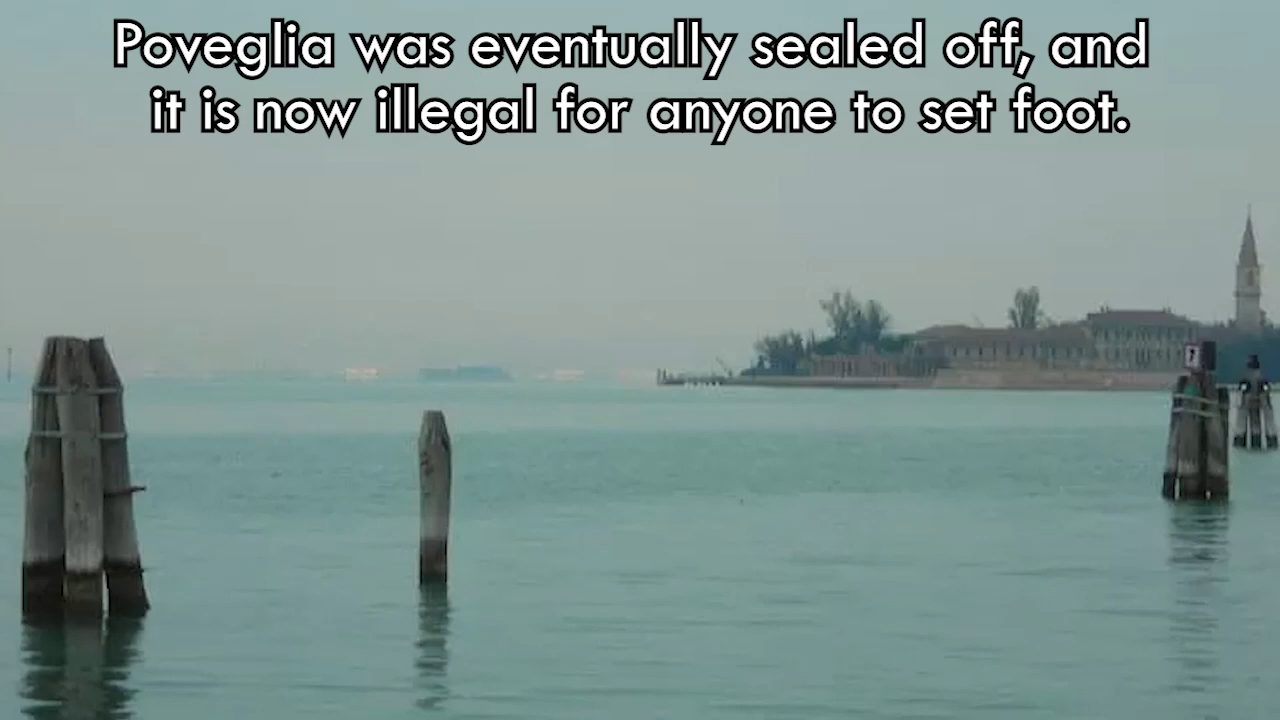 Poveglia was eventually sealed off, and
it is now illegal for anyone to set foot.
7